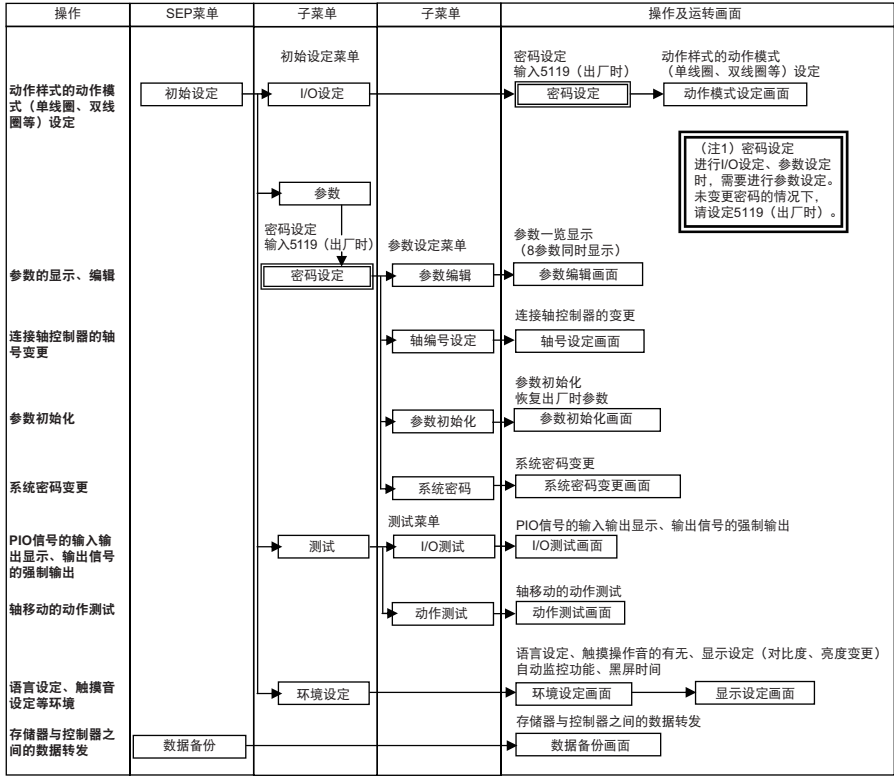 操作
SEP菜单
子菜单
子菜单
操作及运转画面
初始设定菜单
密码设定
输入5119（出厂时）
动作样式的动作模式
（单线圈、双线圈等）设定
动作样式的动作模
式（单线圈、双线
圈等）设定
初始设定
I/O设定
密码设定
动作模式设定画面
（注1）密码设定
进行I/O设定、参数设定
时，需要进行参数设定。
未变更密码的情况下，
请设定5119（出厂时）。
参数
密码设定
输入5119（出厂时）
参数设定菜单
参数一览显示
（8参数同时显示）
参数的显示、编辑
密码设定
参数编辑
参数编辑画面
连接轴控制器的变更
连接轴控制器的轴
号变更
轴编号设定
轴号设定画面
参数初始化
恢复出厂时参数
参数初始化
参数初始化
参数初始化画面
系统密码变更
系统密码变更
系统密码
系统密码变更画面
测试菜单
PIO信号的输入输出显示、输出信号的强制输出
PIO信号的输入输
出显示、输出信号
的强制输出
测试
I/O测试
I/O测试画面
轴移动的动作测试
轴移动的动作测试
动作测试
动作测试画面
语言设定、触摸操作音的有无、显示设定（对比度、亮度变更）
自动监控功能、黑屏时间
语言设定、触摸音
设定等环境
环境设定
环境设定画面
显示设定画面
存储器与控制器之间的数据转发
存储器与控制器之
间的数据转发
数据备份
数据备份画面